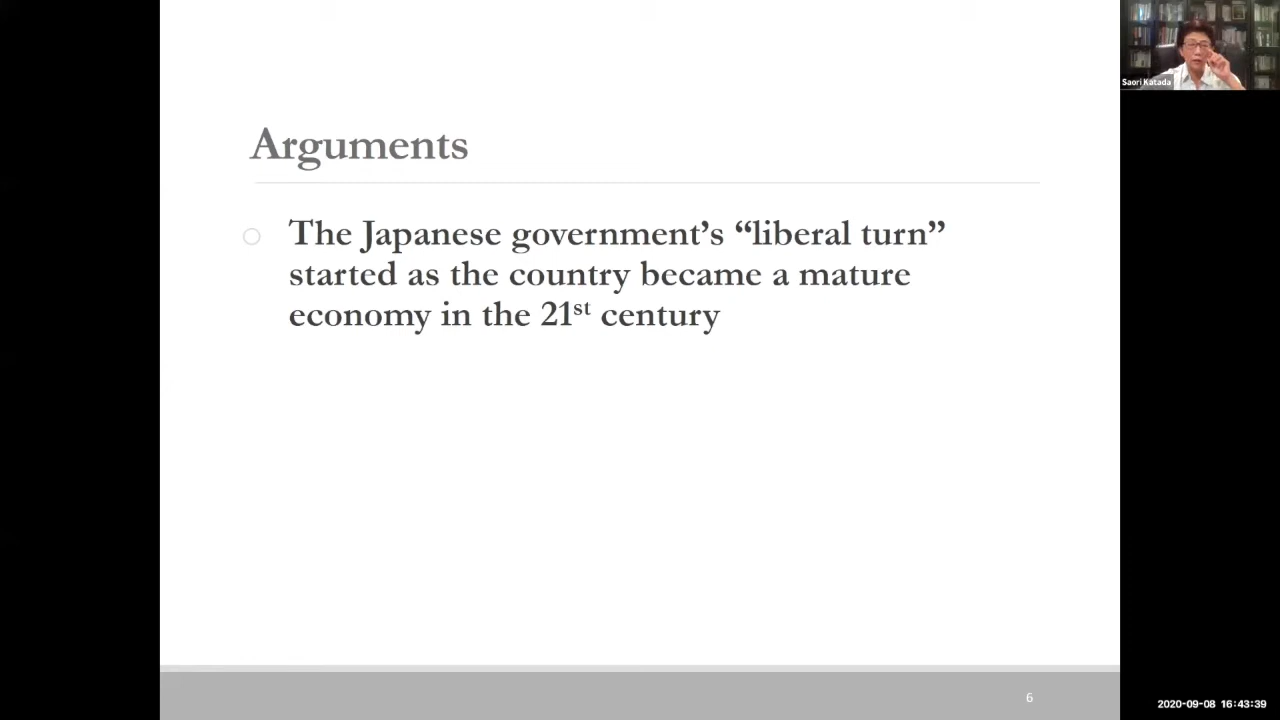 Saori Katada
Arguments
The Japanese government’s “liberal turn”
started as the country became a mature
economy in the 21st century
6
2020-09-08 16:43:39